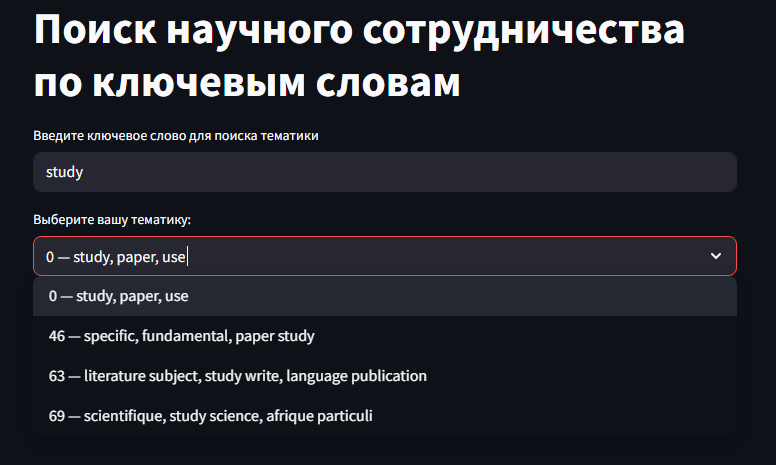 Поиск научного сотрудничества
по ключевым словам
Введите ключевое слово для поиска тематики
study
Выберите вашу тематику:
0 — study, paper, use
0 — study, paper, use
46 — specific, fundamental, paper study
63 — literature subject, study write, language publication
69 — scientifique, study science, afrique particuli